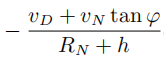 $-\frac{v_D + v_N \tan \varphi}{R_N + h}$